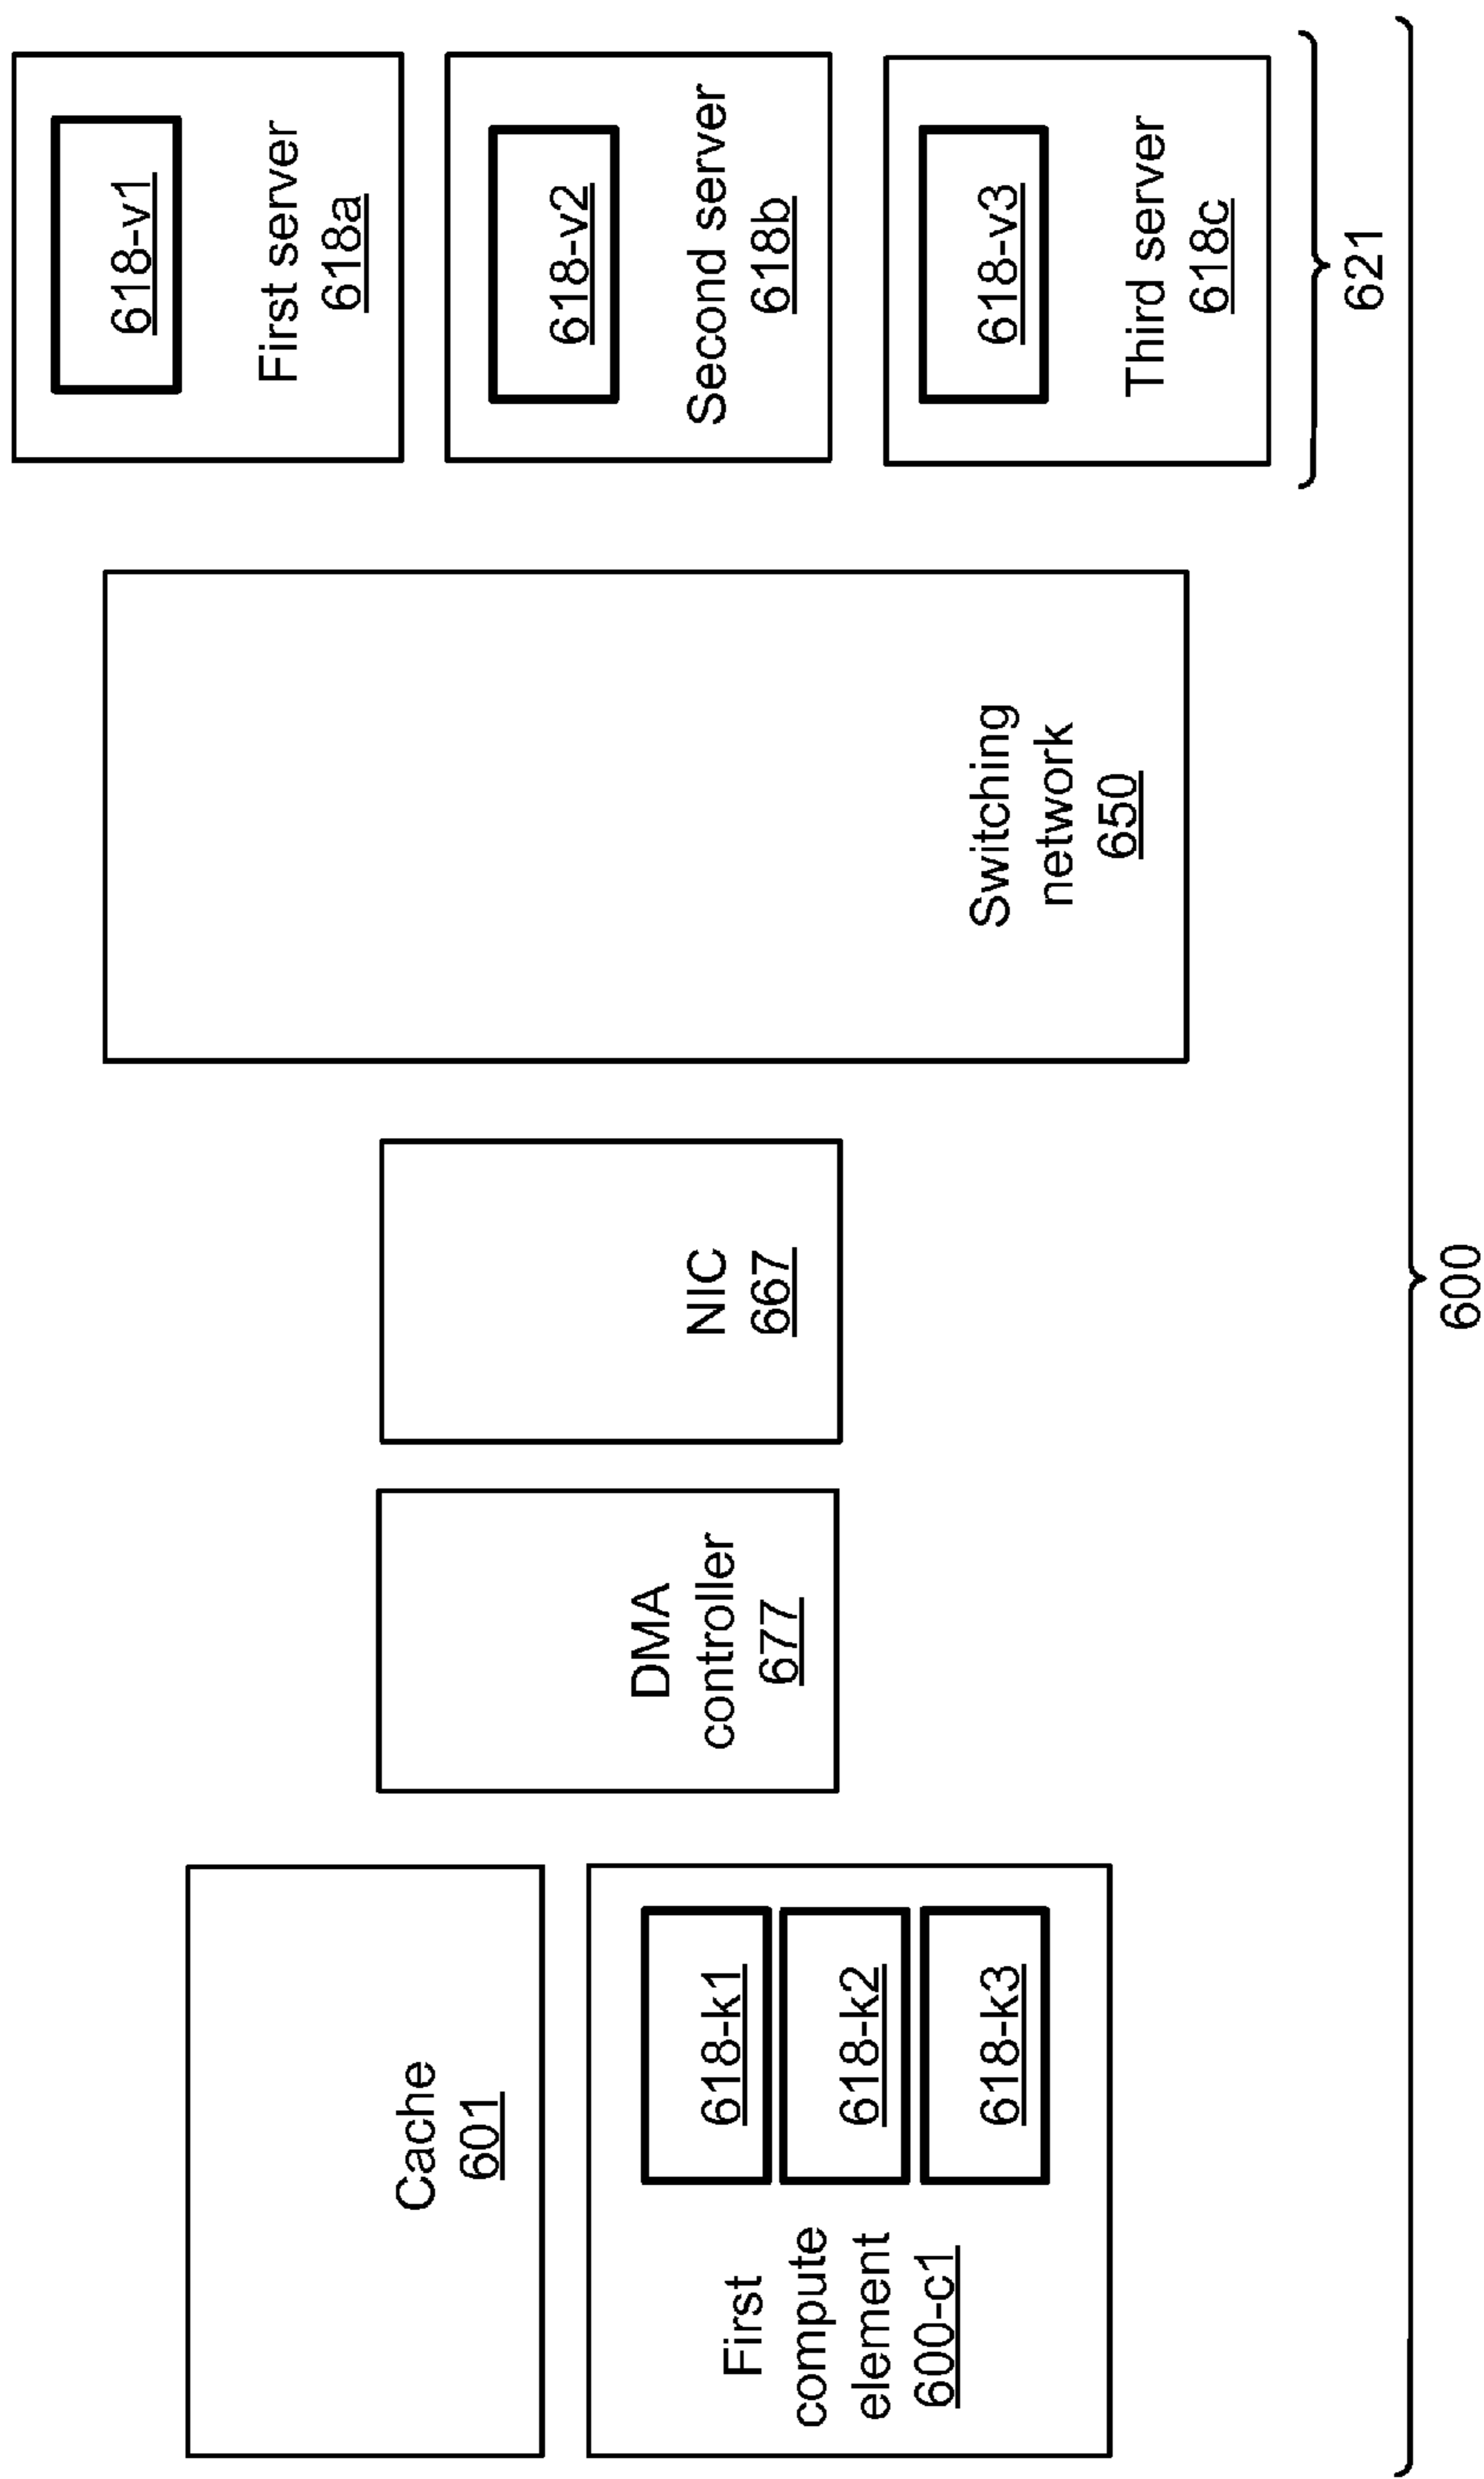 Cache
601
First
compute
element
600-c1
618-k1
618-k2
618-k3
DMA
controller
677
NIC
667
Switching
network
650
618-v1
First server
618a
618-v2
Second server
618b
618-v3
Third server
618c
621
600